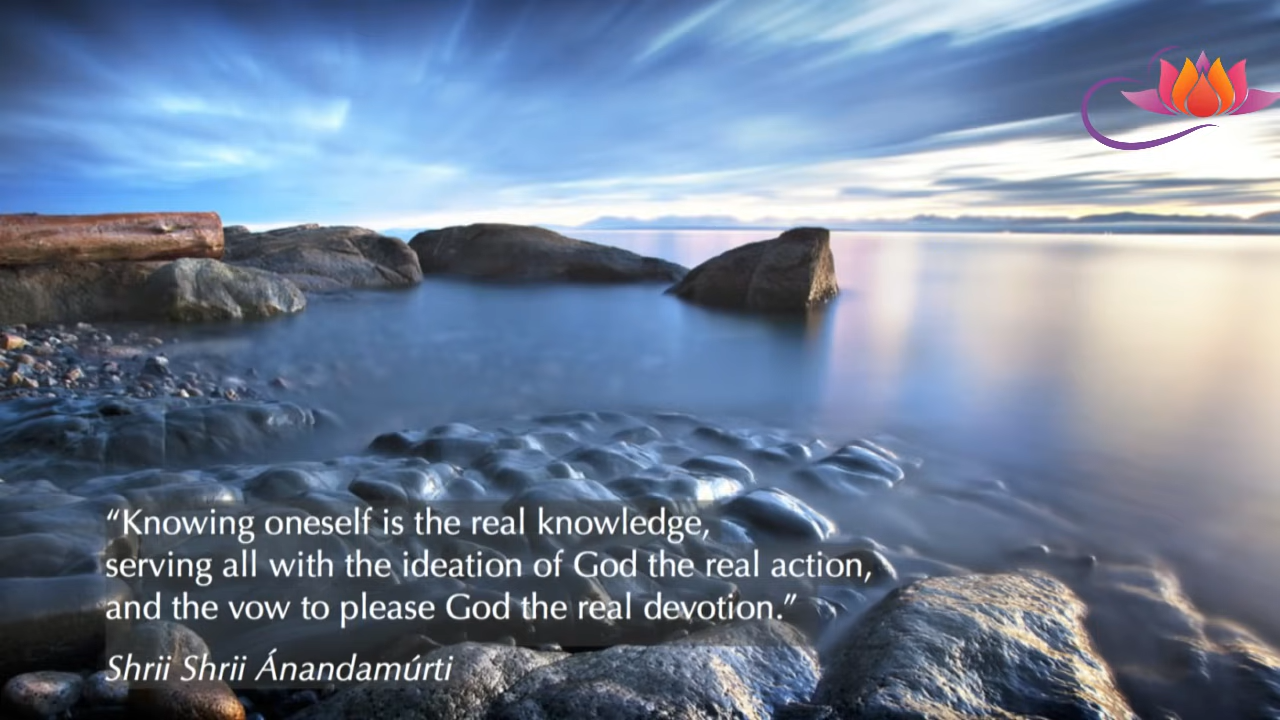 “Knowing oneself is the real knowledge,
serving all with the ideation of God the real action,
and the vow to please God the real devotion.”
Shrii Shrii Ánandamúrti